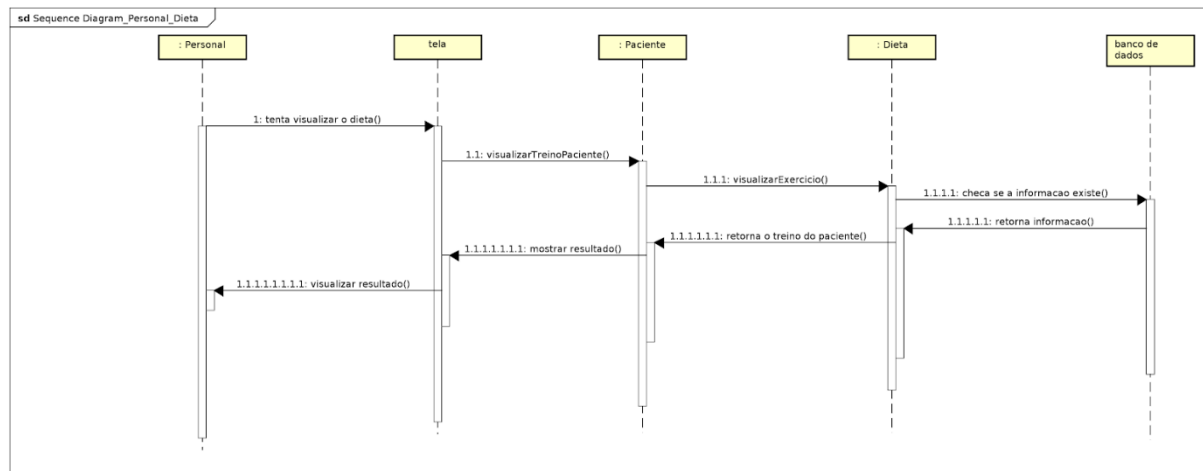 sd Sequence Diagram_Personal_Dieta
: Personal
tela
: Paciente
: Dieta
banco de
dados
1: tenta visualizar o dieta()
1.1: visualizarTreinoPaciente()
1.1.1: visualizarExercicio()
1.1.1.1: checa se a informacao existe()
1.1.1.1.1: retorna informacao()
1.1.1.1.1.1: retorna o treino do paciente()
1.1.1.1.1.1.1: mostrar resultado()
1.1.1.1.1.1.1.1: visualizar resultado()